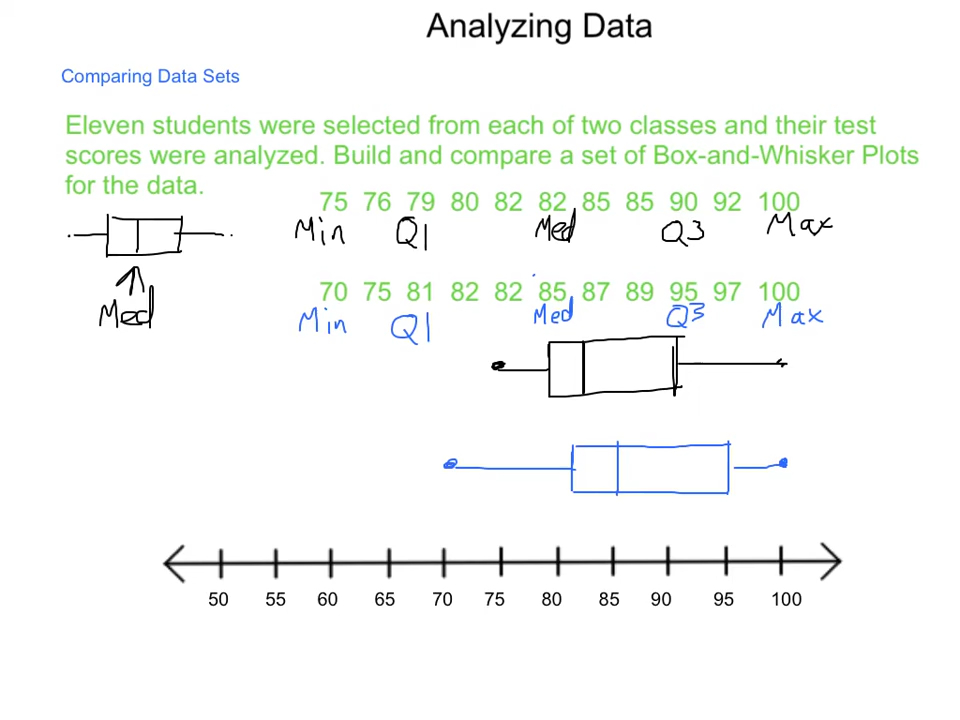 Analyzing Data
Comparing Data Sets
Eleven students were selected from each of two classes and their test
scores were analyzed. Build and compare a set of Box-and-Whisker Plots
for the data.
75 76 79 80 82 82 85 85 90 92 100
Min Q1 Med Q3 Max
Med
70 75 81 82 82 85 87 89 95 97 100
Min Q1 Med Q3 Max
50 55 60 65 70 75 80 85 90 95 100